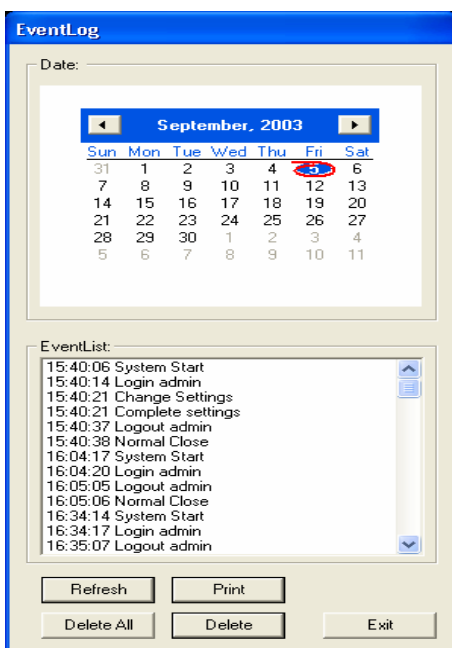 EventLog
Date:
September, 2003
Sun Mon Tue Wed Thu Fri Sat
31 1 2 3 4 5 6
7 8 9 10 11 12 13
14 15 16 17 18 19 20
21 22 23 24 25 26 27
28 29 30 1 2 3 4
5 6 7 8 9 10 11
EventList:
15:40:06 System Start
15:40:14 Login admin
15:40:21 Change Settings
15:40:21 Complete settings
15:40:37 Logout admin
15:40:38 Normal Close
16:04:17 System Start
16:04:20 Login admin
16:05:05 Logout admin
16:05:06 Normal Close
16:34:14 System Start
16:34:17 Login admin
16:35:07 Logout admin
Refresh Print
Delete All Delete Exit